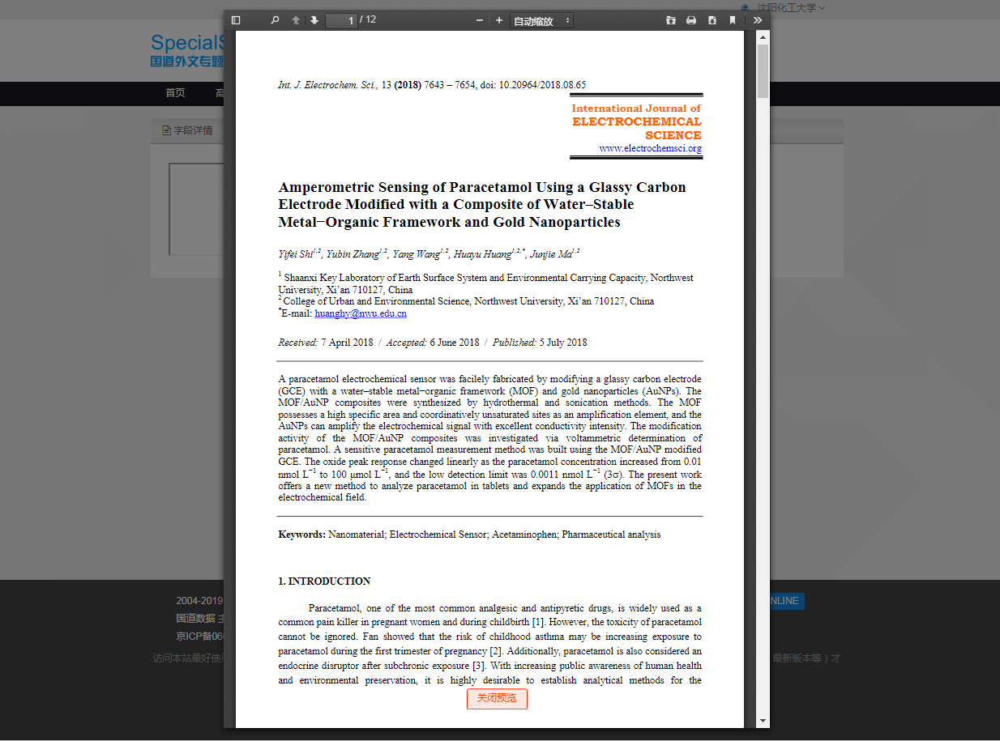 沈阳化工大学
1 / 12
自动缩放
SpecialS
国道外文专题
首页 高
字段详情
Int. J. Electrochem. Sci., 13 (2018) 7643 – 7654, doi: 10.20964/2018.08.65
International Journal of
ELECTROCHEMICAL
SCIENCE
www.electrochemsci.org
Amperometric Sensing of Paracetamol Using a Glassy Carbon
Electrode Modified with a Composite of Water–Stable
Metal−Organic Framework and Gold Nanoparticles
Yifei Shi1,2, Yubin Zhang1,2, Yang Wang1,2, Huayu Huang1,2,*, Junjie Ma1,2
1 Shaanxi Key Laboratory of Earth Surface System and Environmental Carrying Capacity, Northwest
University, Xi’an 710127, China
2 College of Urban and Environmental Science, Northwest University, Xi’an 710127, China
*E-mail: huanghy@nwu.edu.cn
Received: 7 April 2018 / Accepted: 6 June 2018 / Published: 5 July 2018
A paracetamol electrochemical sensor was facilely fabricated by modifying a glassy carbon electrode
(GCE) with a water–stable metal−organic framework (MOF) and gold nanoparticles (AuNPs). The
MOF/AuNP composites were synthesized by hydrothermal and sonication methods. The MOF
possesses a high specific area and coordinatively unsaturated sites as an amplification element, and the
AuNPs can amplify the electrochemical signal with excellent conductivity intensity. The modification
activity of the MOF/AuNP composites was investigated via voltammetric determination of
paracetamol. A sensitive paracetamol measurement method was built using the MOF/AuNP modified
GCE. The oxide peak response changed linearly as the paracetamol concentration increased from 0.01
nmol L−1 to 100 μmol L−1, and the low detection limit was 0.0011 nmol L−1 (3σ). The present work
offers a new method to analyze paracetamol in tablets and expands the application of MOFs in the
electrochemical field.
Keywords: Nanomaterial; Electrochemical Sensor; Acetaminophen; Pharmaceutical analysis
1. INTRODUCTION
Paracetamol, one of the most common analgesic and antipyretic drugs, is widely used as a
common pain killer in pregnant women and during childbirth [1]. However, the toxicity of paracetamol
cannot be ignored. Fan showed that the risk of childhood asthma may be increasing exposure to
paracetamol during the first trimester of pregnancy [2]. Additionally, paracetamol is also considered an
endocrine disruptor after subchronic exposure [3]. With increasing public awareness of human health
and environmental preservation, it is highly desirable to establish analytical methods for the
关闭预览
2004-2019 NLINE
国道数据 主
京ICP备06
访问本站最好使用 最新版本等）才